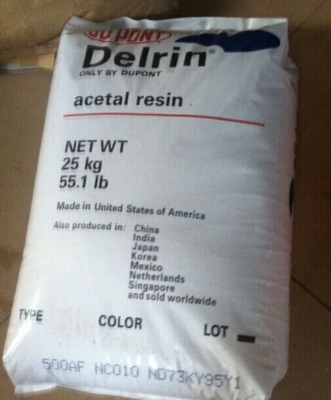 DUPONT
Delrin®
ONLY BY DUPONT
acetal resin
NET WT
25 kg
55.1 lb
Made in United States of America
Also produced in: China
India
Japan
Korea
Mexico
Netherlands
Singapore
and sold worldwide
TYPE COLOR LOT
500AF NC010 ND73KY95Y1